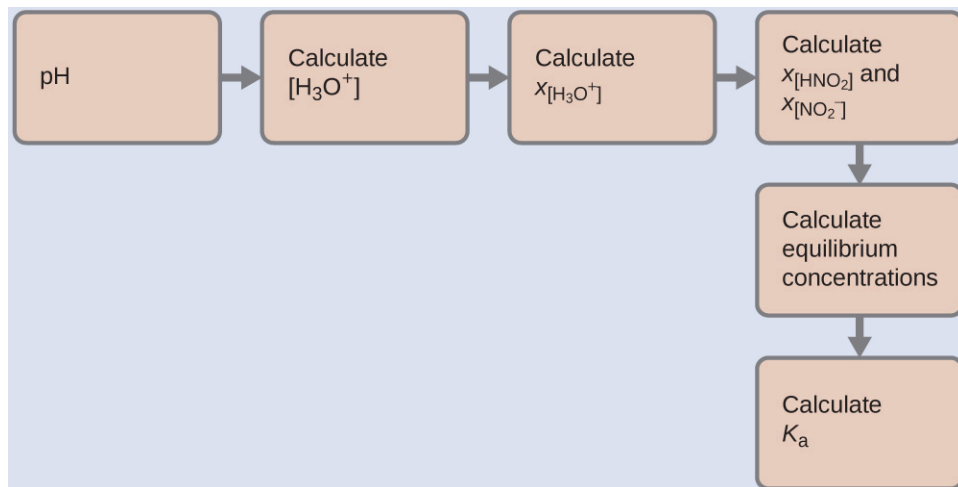 pH
Calculate
[H₃O⁺]
Calculate
x[H₃O⁺]
Calculate
x[HNO₂] and
x[NO₂⁻]
Calculate
equilibrium
concentrations
Calculate
Kₐ